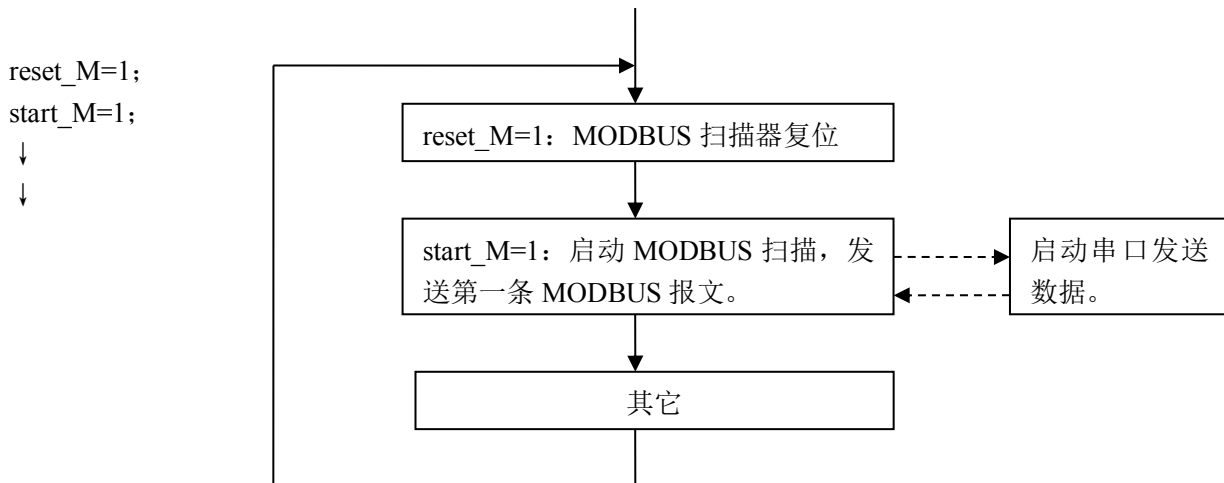 reset_M=1；
start_M=1；
↓
↓
reset_M=1：MODBUS 扫描器复位
start_M=1：启动 MODBUS 扫描，发
送第一条 MODBUS 报文。
启动串口发送
数据。
其它